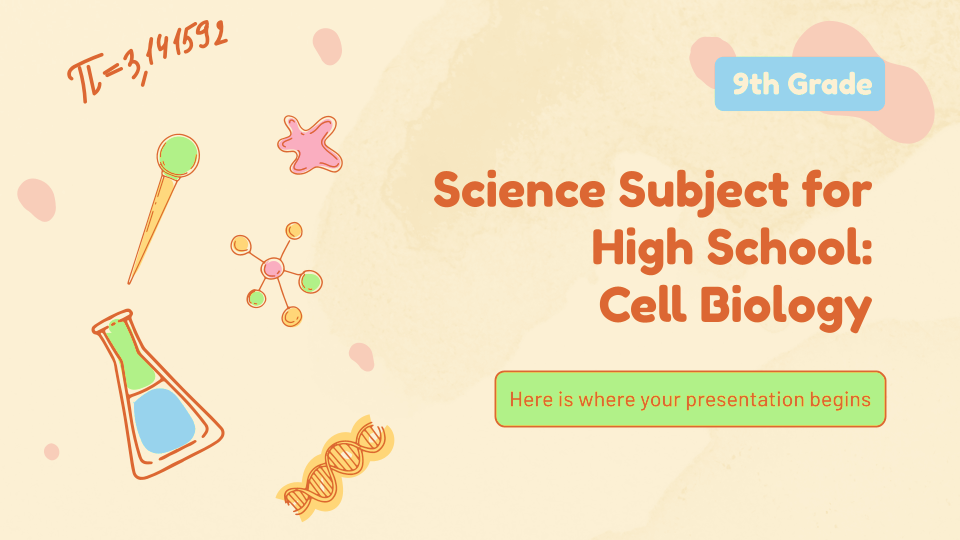 π=3,141592
9th Grade
Science Subject for
High School:
Cell Biology
Here is where your presentation begins